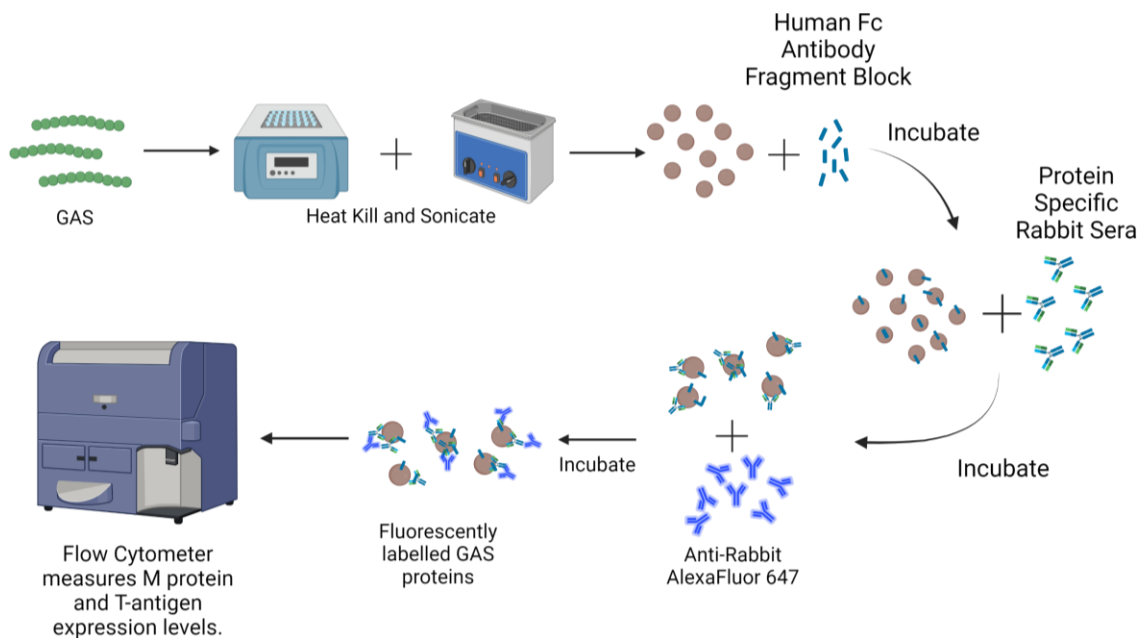 GAS
Heat Kill and Sonicate
Human Fc
Antibody
Fragment Block
Incubate
Protein
Specific
Rabbit Sera
Incubate
Anti-Rabbit
AlexaFluor 647
Incubate
Fluorescently
labelled GAS
proteins
Flow Cytometer
measures M protein
and T-antigen
expression levels.